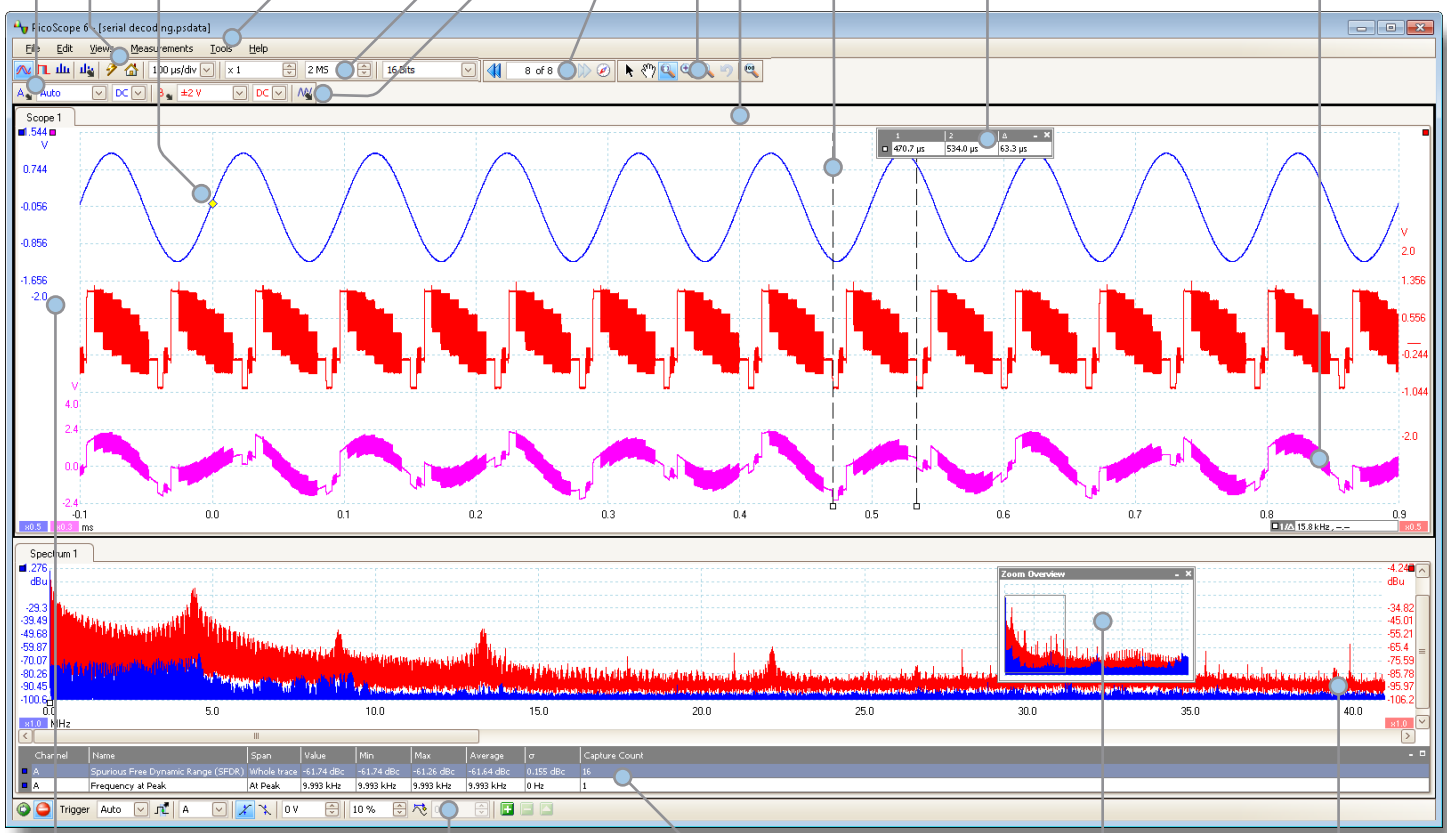 PicoScope 6 - [serial decoding.psdata]
File Edit Views Measurements Tools Help
100 µs/div x 1 2 MS 16 Bits 8 of 8
A Auto DC B ±2 V DC
Scope 1
1 2 Δ
470.7 µs 534.0 µs 63.3 µs
.544
V
0.744
-0.056
-0.856
-1.656
-2.0
V
2.0
1.356
0.556
-0.244
-1.044
-2.0
V
4.0
2.4
0.0
-2.4
-0.1 0.0 0.1 0.2 0.3 0.4 0.5 0.6 0.7 0.8 0.9
x0.5 ms
1/Δ 15.8 kHz , --.--
x0.5
Spectrum 1
.276
dBu
-29.3
-39.49
-49.68
-59.87
-70.07
-80.26
-90.45
-100.6
Zoom Overview
-4.24
dBu
-34.82
-45.01
-55.21
-65.4
-75.59
-85.78
-95.97
-106.2
0.0 5.0 10.0 15.0 20.0 25.0 30.0 35.0 40.0
x1.0 MHz
x1.0
Channel Name Span Value Min Max Average σ Capture Count
A Spurious Free Dynamic Range (SFDR) Whole trace -61.74 dBc -61.74 dBc -61.26 dBc -61.64 dBc 0.155 dBc 16
A Frequency at Peak At Peak 9.993 kHz 9.993 kHz 9.993 kHz 9.993 kHz 0 Hz 1
Trigger Auto A 0 V 10 %